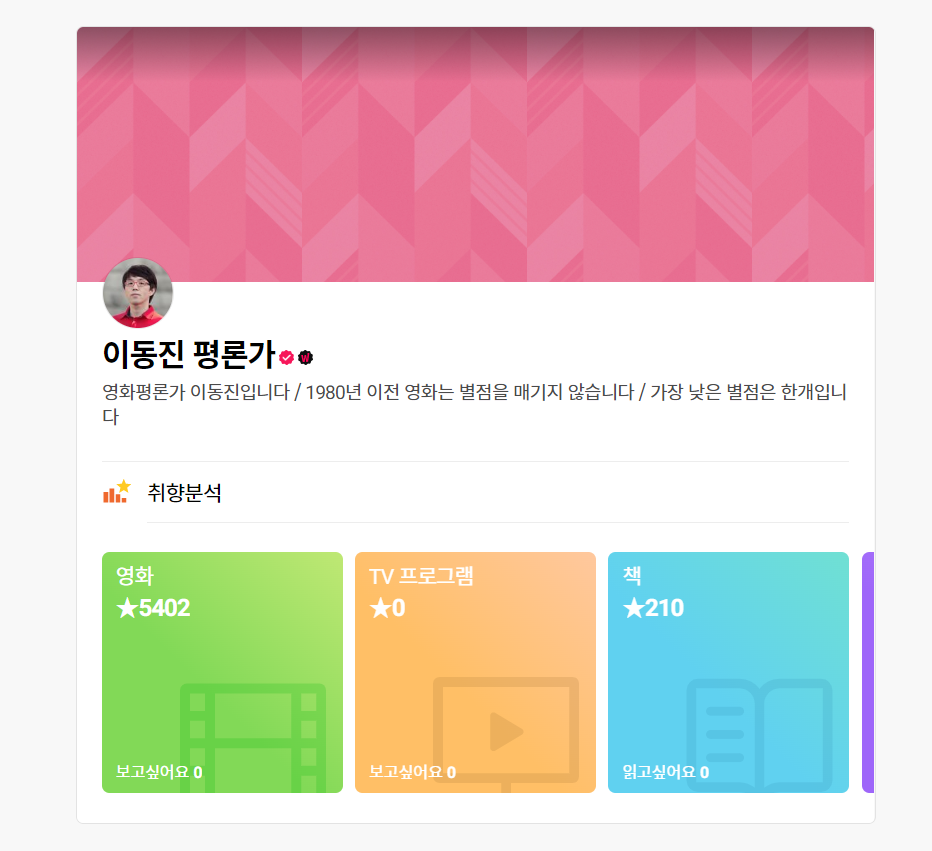 이동진 평론가
영화평론가 이동진입니다 / 1980년 이전 영화는 별점을 매기지 않습니다 / 가장 낮은 별점은 한개입니
다
취향분석
영화
★5402
보고싶어요 0
TV 프로그램
★0
보고싶어요 0
책
★210
읽고싶어요 0